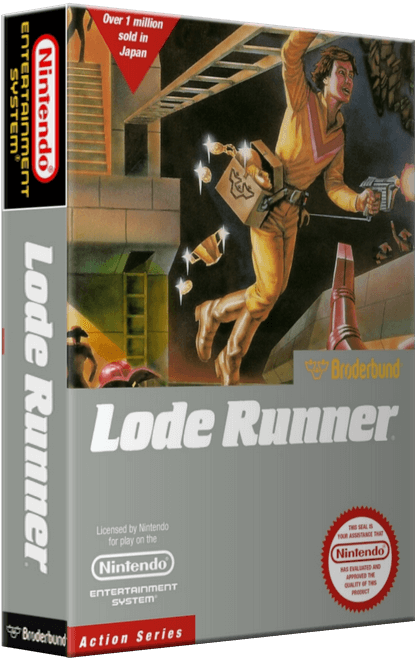 Nintendo®
ENTERTAINMENT
SYSTEM®
Lode Runner®
Brøderbund
Over 1 million
sold in
Japan
Brøderbund
Lode Runner®
Licensed by Nintendo
for play on the
Nintendo®
ENTERTAINMENT
SYSTEM®
Action Series
THIS SEAL IS
YOUR ASSURANCE THAT
Nintendo®
HAS EVALUATED AND
APPROVED THE
QUALITY OF THIS
PRODUCT